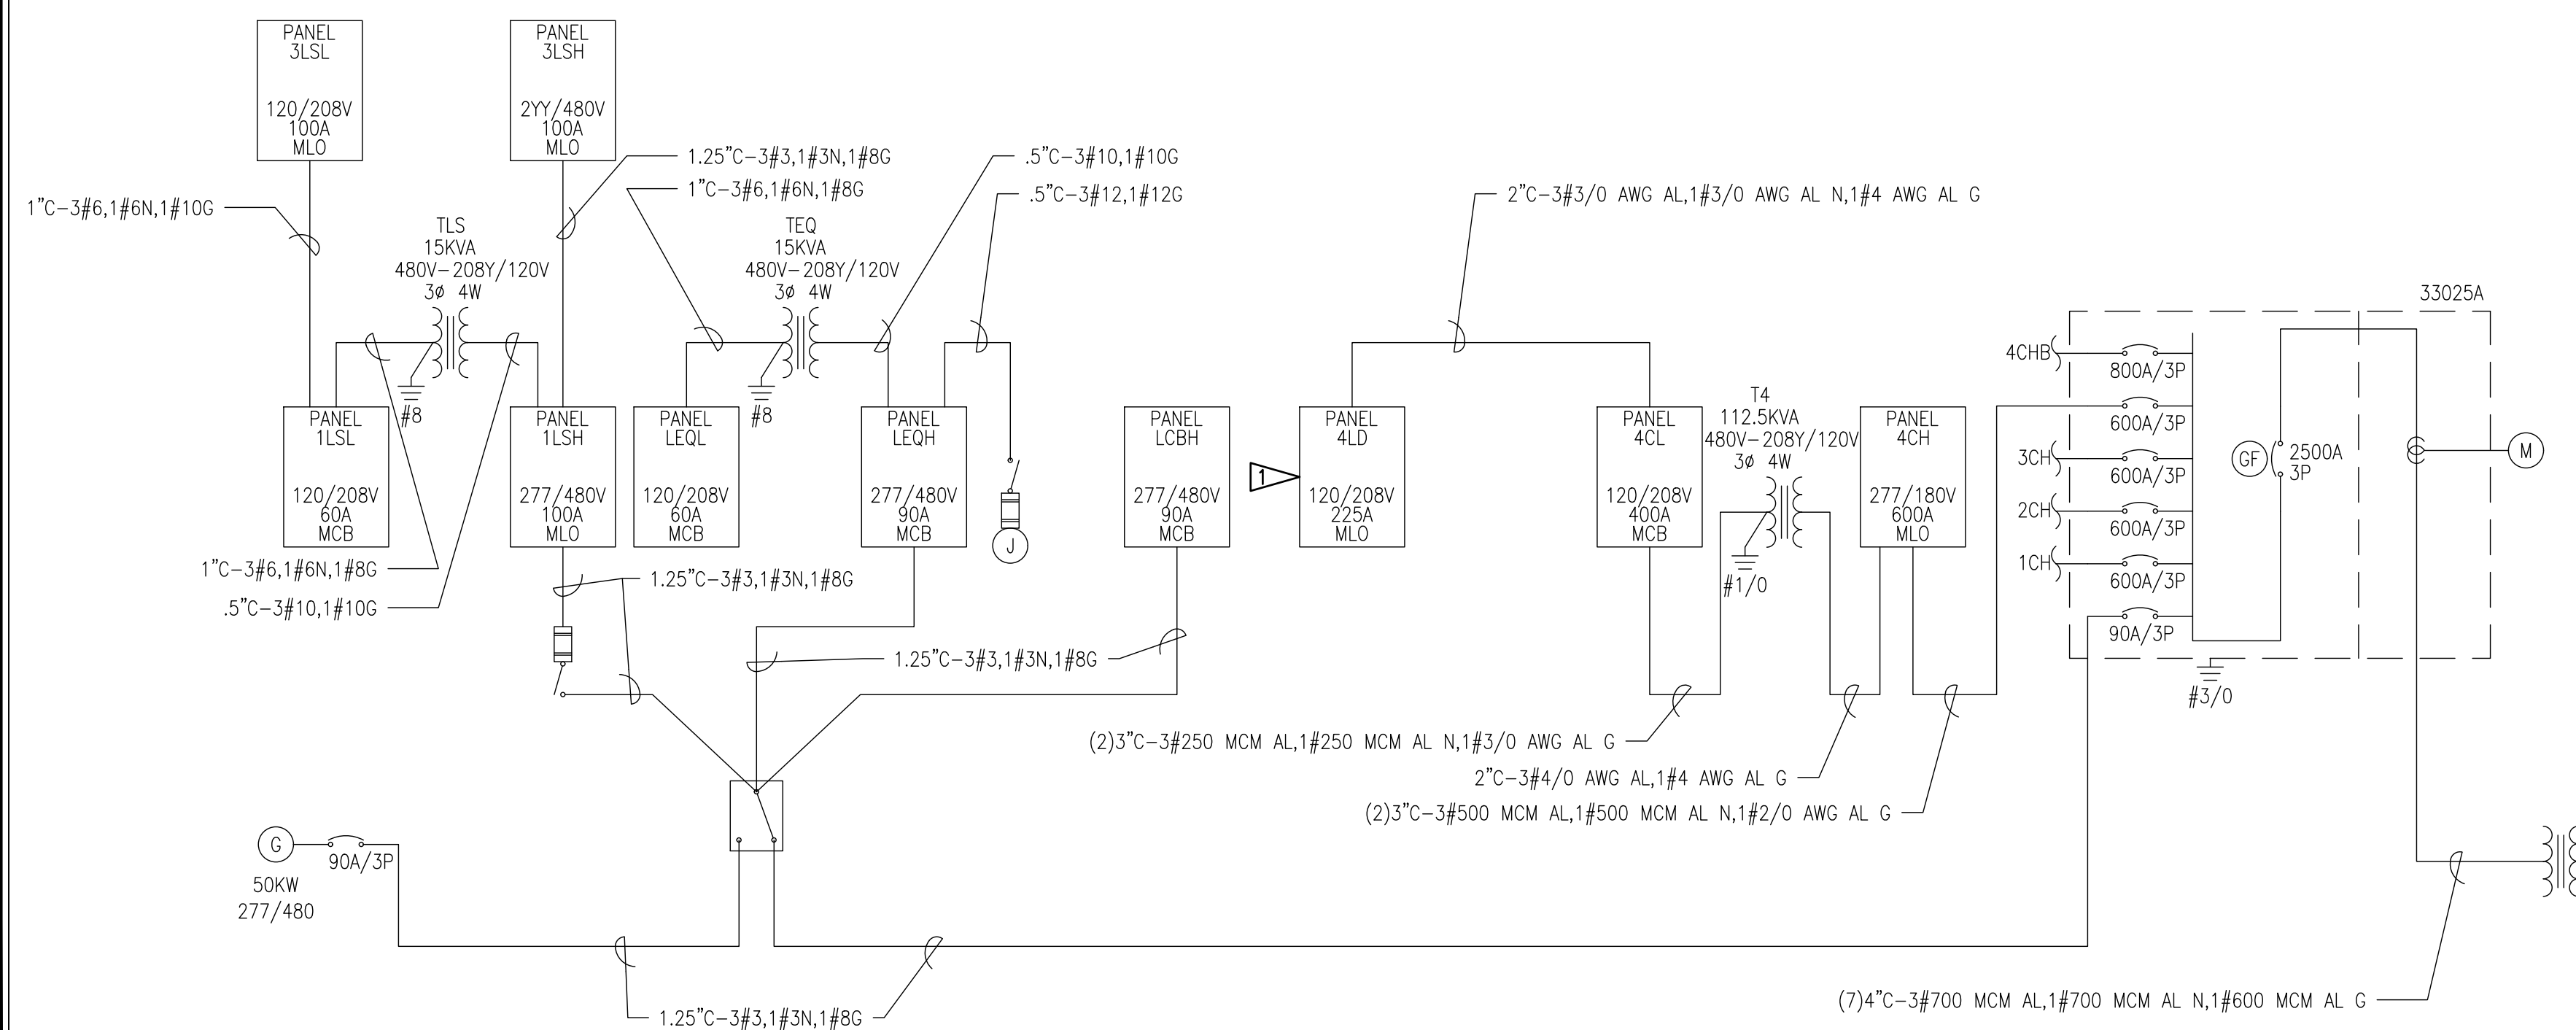 PANEL
3LSL
120/208V
100A
MLO
PANEL
3LSH
2YY/480V
100A
MLO
1"C-3#6,1#6N,1#10G
1.25"C-3#3,1#3N,1#8G
1"C-3#6,1#6N,1#8G
.5"C-3#10,1#10G
.5"C-3#12,1#12G
2"C-3#3/0 AWG AL,1#3/0 AWG AL N,1#4 AWG AL G
TLS
15KVA
480V-208Y/120V
3ø 4W
#8
TEQ
15KVA
480V-208Y/120V
3ø 4W
#8
33025A
PANEL
1LSL
120/208V
60A
MCB
PANEL
1LSH
277/480V
100A
MLO
PANEL
LEQL
120/208V
60A
MCB
PANEL
LEQH
277/480V
90A
MCB
J
PANEL
LCBH
277/480V
90A
MCB
1
PANEL
4LD
120/208V
225A
MLO
PANEL
4CL
120/208V
400A
MCB
T4
112.5KVA
480V-208Y/120V
3ø 4W
#1/0
PANEL
4CH
277/180V
600A
MLO
4CHB
800A/3P
600A/3P
3CH
600A/3P
2CH
600A/3P
1CH
600A/3P
90A/3P
GF
2500A
3P
M
#3/0
1"C-3#6,1#6N,1#8G
.5"C-3#10,1#10G
1.25"C-3#3,1#3N,1#8G
1.25"C-3#3,1#3N,1#8G
(2)3"C-3#250 MCM AL,1#250 MCM AL N,1#3/0 AWG AL G
2"C-3#4/0 AWG AL,1#4 AWG AL G
(2)3"C-3#500 MCM AL,1#500 MCM AL N,1#2/0 AWG AL G
G
90A/3P
50KW
277/480
1.25"C-3#3,1#3N,1#8G
(7)4"C-3#700 MCM AL,1#700 MCM AL N,1#600 MCM AL G